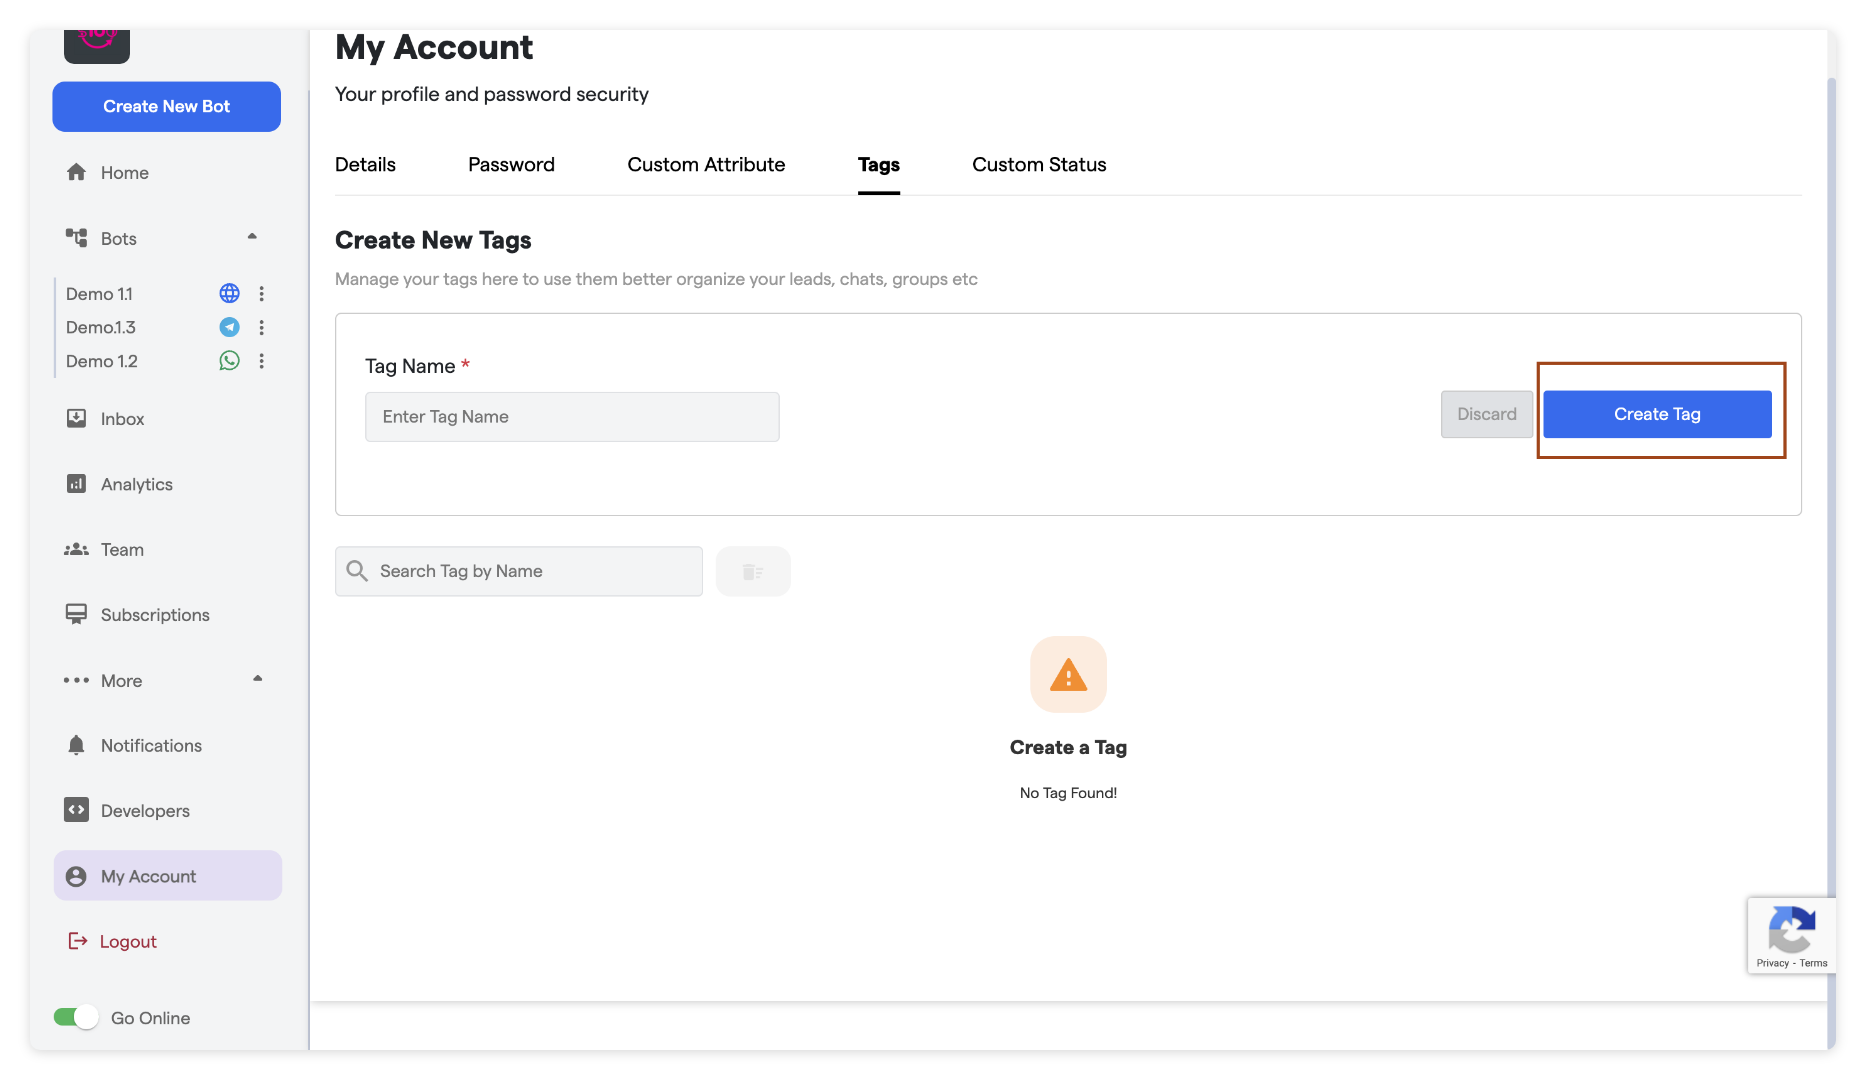 Create New Bot
Home
Bots
Demo 1.1
Demo.1.3
Demo 1.2
Inbox
Analytics
Team
Subscriptions
More
Notifications
Developers
My Account
Logout
Go Online
My Account
Your profile and password security
Details Password Custom Attribute Tags Custom Status
Create New Tags
Manage your tags here to use them better organize your leads, chats, groups etc
Tag Name *
Enter Tag Name
Discard Create Tag
Search Tag by Name
Create a Tag
No Tag Found!
Privacy - Terms